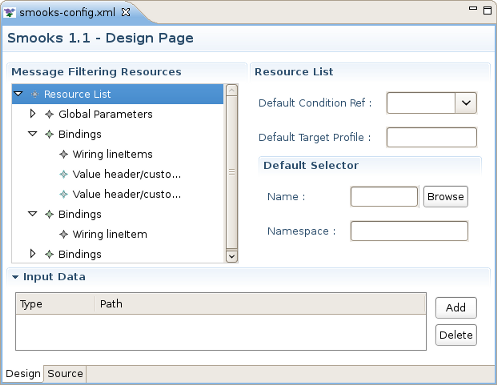 smooks-config.xml
Smooks 1.1 - Design Page
Message Filtering Resources
Resource List
Global Parameters
Bindings
Wiring lineItems
Value header/custo...
Value header/custo...
Bindings
Wiring lineItem
Bindings
Resource List
Default Condition Ref :
Default Target Profile :
Default Selector
Name :
Browse
Namespace :
Input Data
Type Path
Add
Delete
Design Source